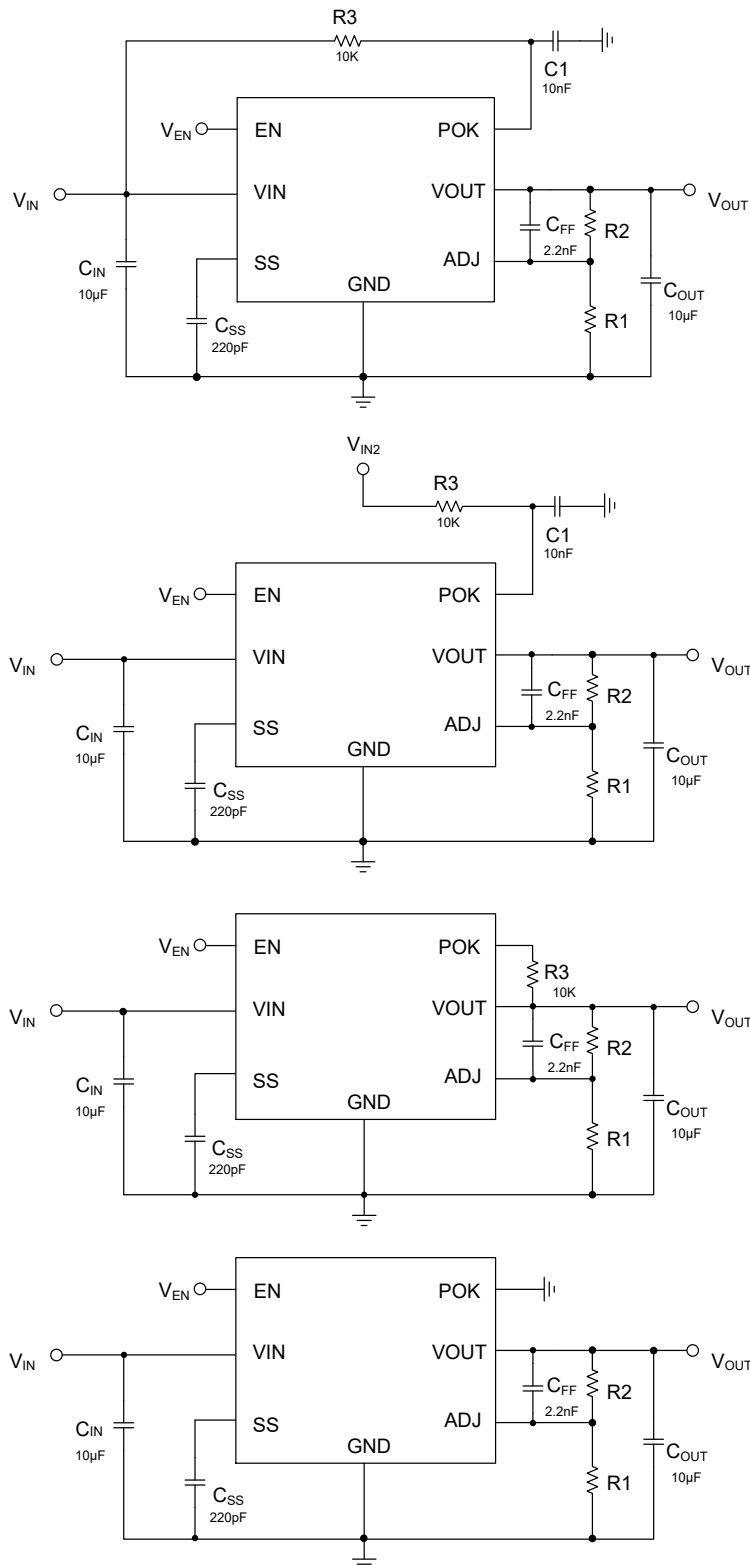 R3
10K
C1
10nF
VEN
EN
POK
VIN
VIN
VOUT
VOUT
CFF
2.2nF
R2
CIN
10µF
SS
ADJ
GND
CSS
220pF
R1
COUT
10µF
VIN2
R3
10K
C1
10nF
VEN
EN
POK
VIN
VIN
VOUT
VOUT
CFF
2.2nF
R2
CIN
10µF
SS
ADJ
GND
CSS
220pF
R1
COUT
10µF
VEN
EN
POK
R3
10K
VIN
VIN
VOUT
VOUT
CFF
2.2nF
R2
CIN
10µF
SS
ADJ
GND
CSS
220pF
R1
COUT
10µF
VEN
EN
POK
VIN
VIN
VOUT
VOUT
CFF
2.2nF
R2
CIN
10µF
SS
ADJ
GND
CSS
220pF
R1
COUT
10µF